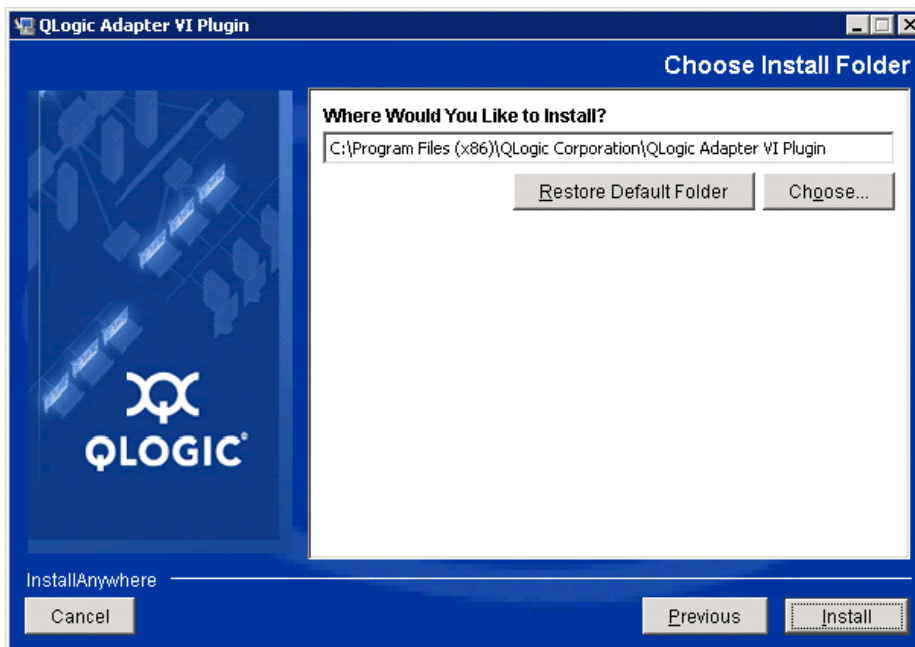 QLogic Adapter VI Plugin
Choose Install Folder
Where Would You Like to Install?
C:\Program Files (x86)\QLogic Corporation\QLogic Adapter VI Plugin
Restore Default Folder
Choose...
QLOGIC®
InstallAnywhere
Cancel
Previous
Install